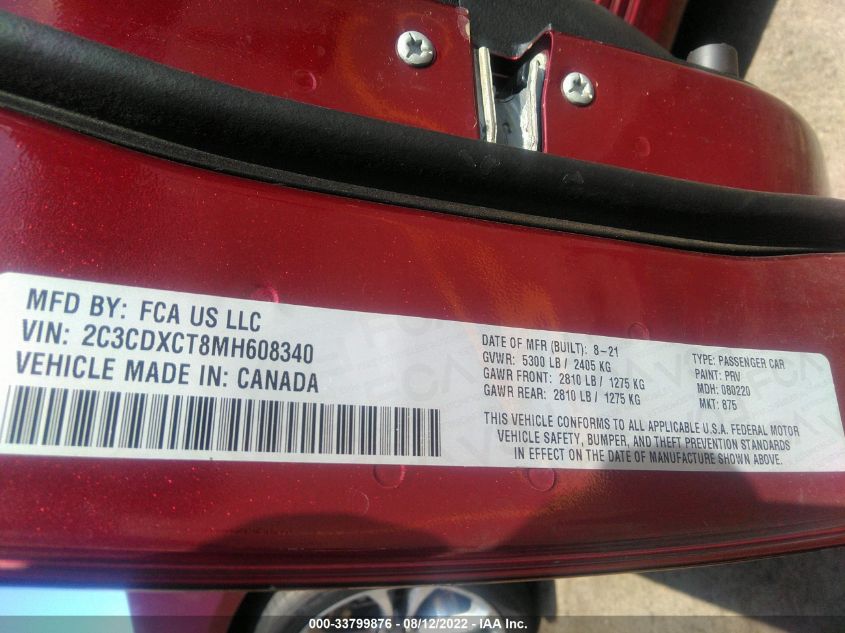 MFD BY: FCA US LLC
VIN: 2C3CDXCT8MH608340
VEHICLE MADE IN: CANADA
DATE OF MFR (BUILT): 8-21
GVWR: 5300 LB / 2405 KG
GAWR FRONT: 2810 LB / 1275 KG
GAWR REAR: 2810 LB / 1275 KG
TYPE: PASSENGER CAR
PAINT: PRV
MDH: 080220
MKT: 875
THIS VEHICLE CONFORMS TO ALL APPLICABLE U.S.A. FEDERAL MOTOR
VEHICLE SAFETY, BUMPER, AND THEFT PREVENTION STANDARDS
IN EFFECT ON THE DATE OF MANUFACTURE SHOWN ABOVE.
000-33799876 - 08/12/2022 - IAA Inc.